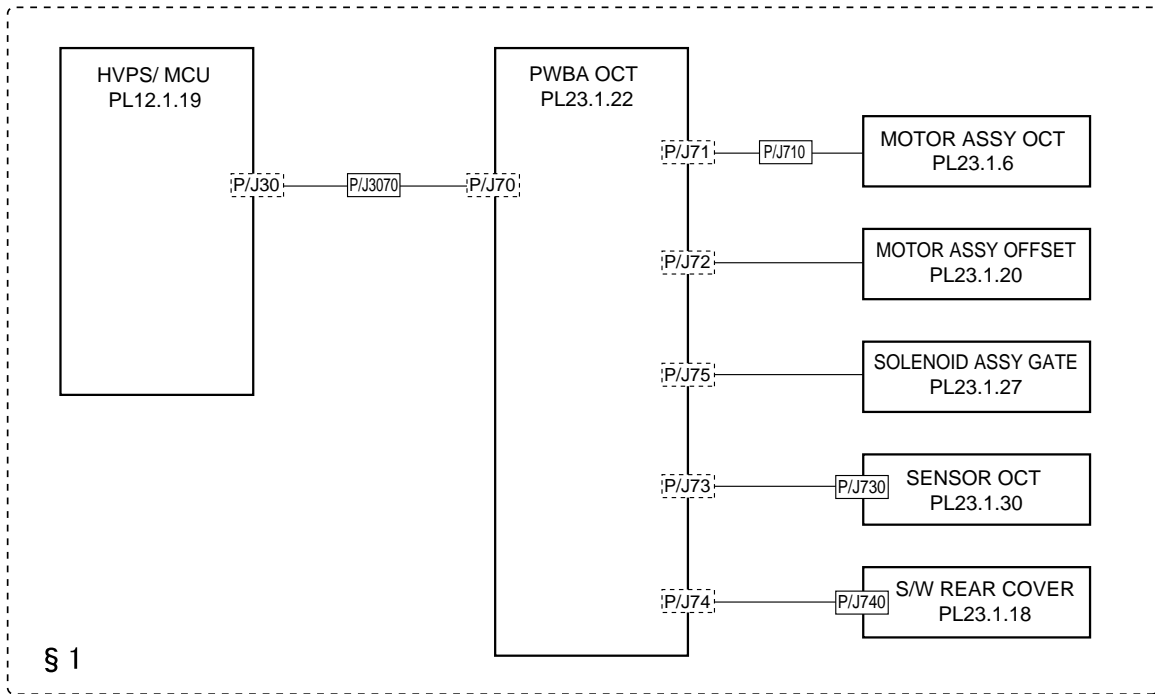 HVPS/ MCU
PL12.1.19
P/J30
P/J3070
P/J70
PWBA OCT
PL23.1.22
P/J71
P/J710
MOTOR ASSY OCT
PL23.1.6
P/J72
MOTOR ASSY OFFSET
PL23.1.20
P/J75
SOLENOID ASSY GATE
PL23.1.27
P/J73
P/J730
SENSOR OCT
PL23.1.30
P/J74
P/J740
S/W REAR COVER
PL23.1.18
§ 1